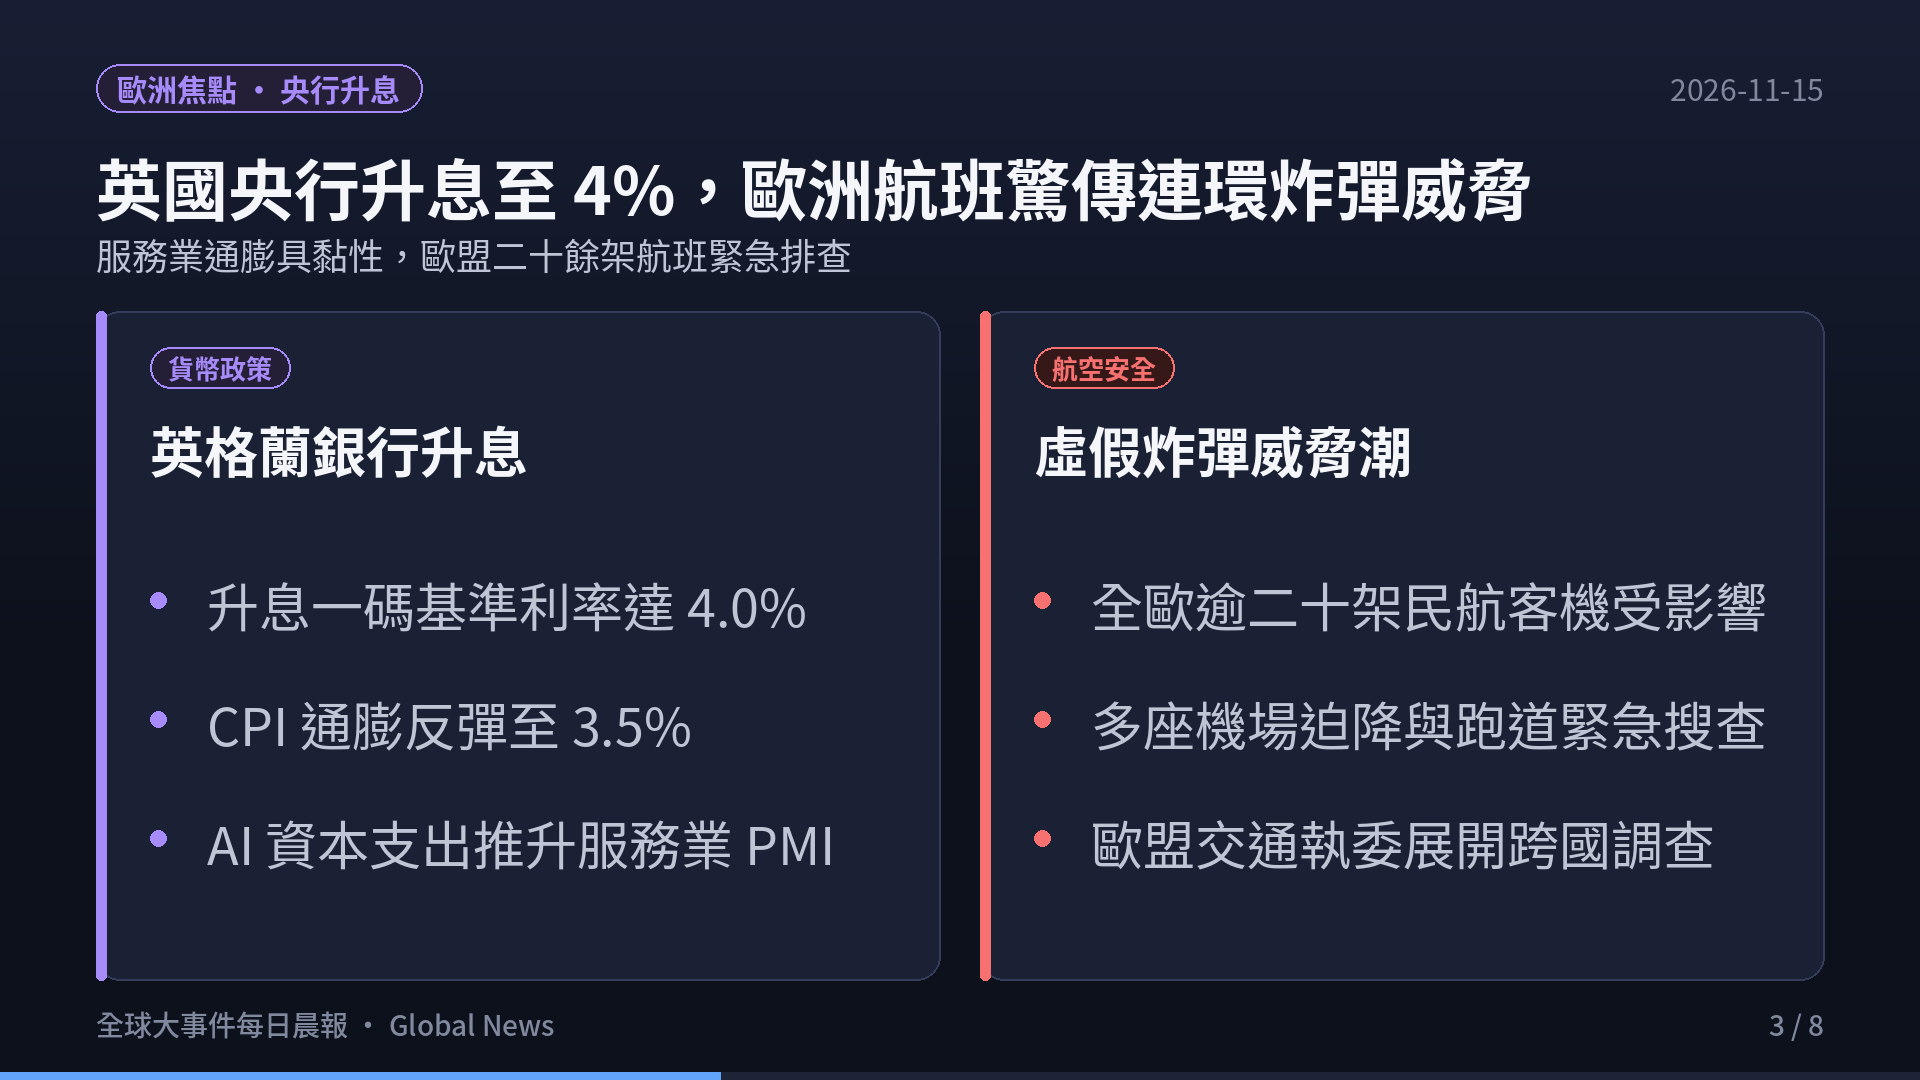 歐洲焦點 · 央行升息
2026-11-15
英國央行升息至 4%，歐洲航班驚傳連環炸彈威脅
服務業通膨具黏性，歐盟二十餘架航班緊急排查
貨幣政策
英格蘭銀行升息
升息一碼基準利率達 4.0%
CPI 通膨反彈至 3.5%
AI 資本支出推升服務業 PMI
航空安全
虛假炸彈威脅潮
全歐逾二十架民航客機受影響
多座機場迫降與跑道緊急搜查
歐盟交通執委展開跨國調查
全球大事件每日晨報 · Global News
3 / 8